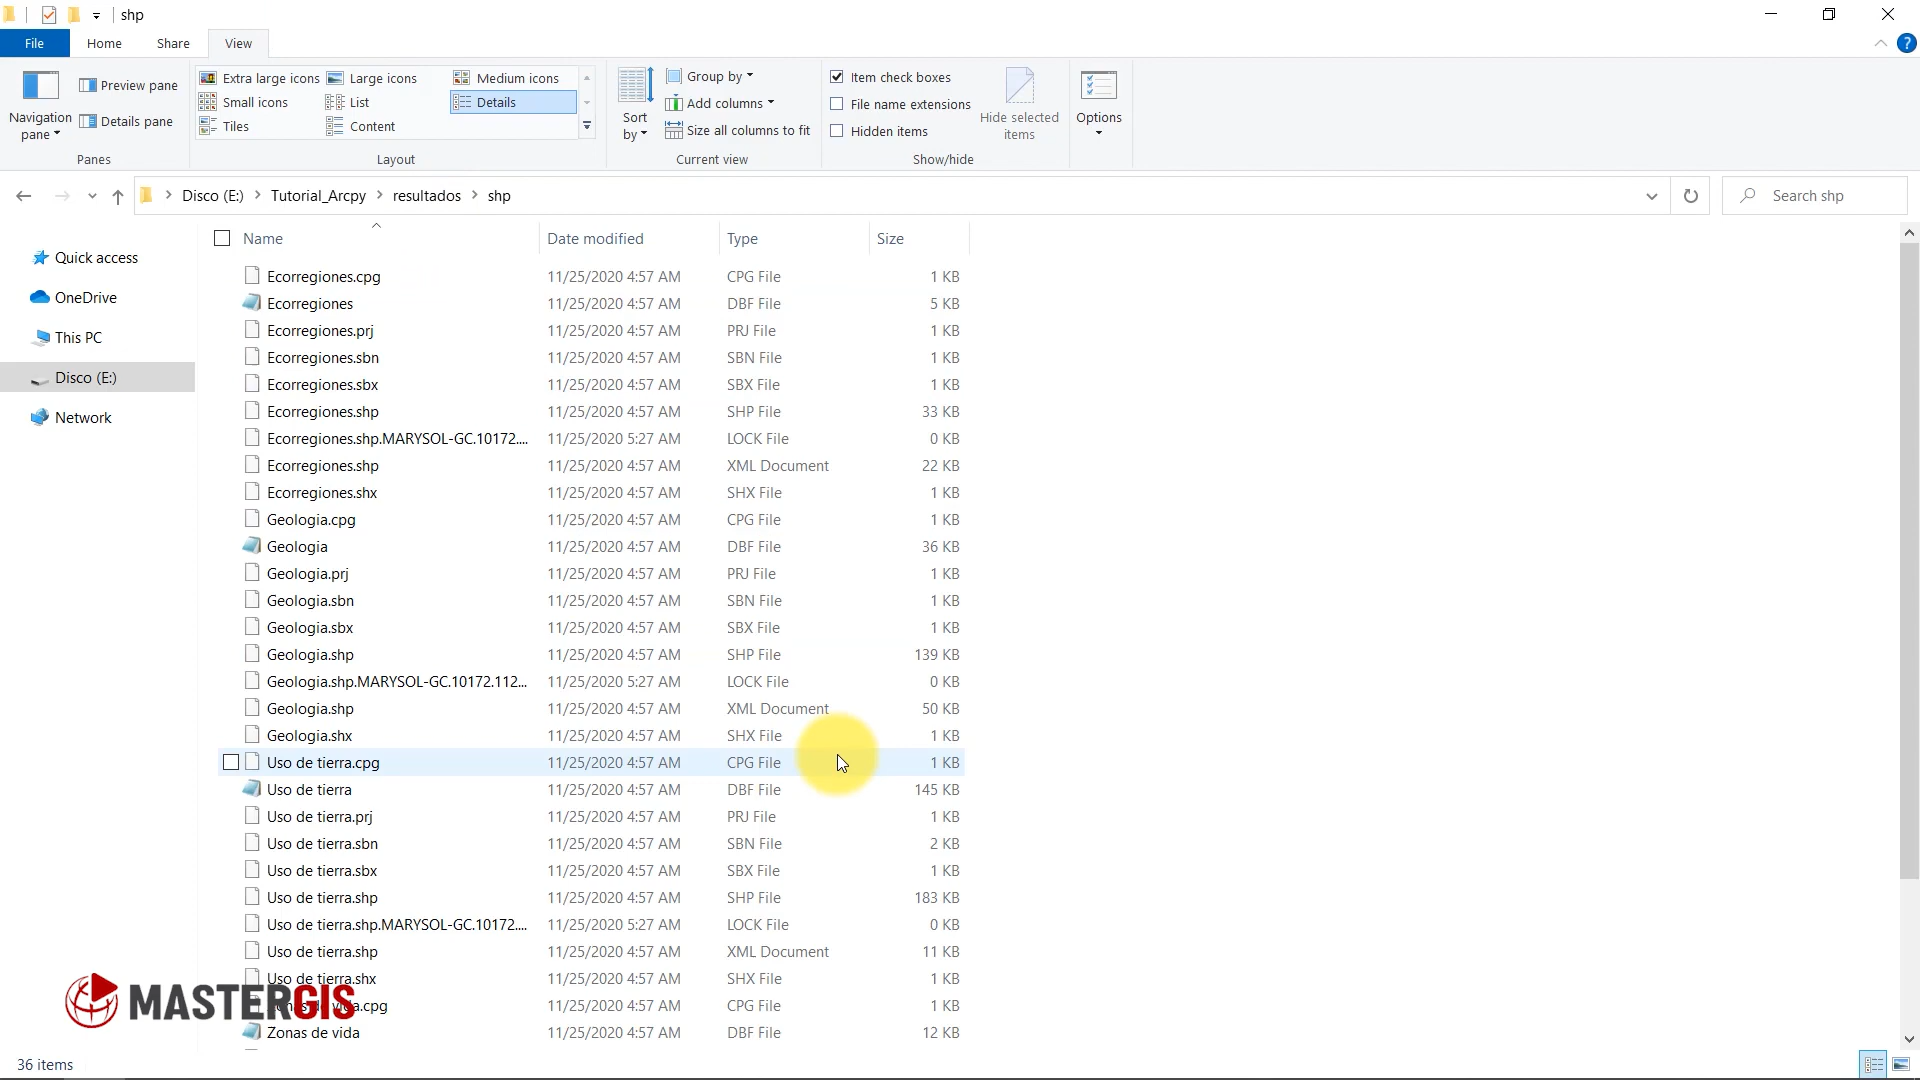 shp
File Home Share View
Navigation pane Preview pane Details pane Panes
Extra large icons Large icons Medium icons
Small icons List Details
Tiles Content
Layout
Sort by Group by Add columns Size all columns to fit Current view
Item check boxes
File name extensions
Hidden items
Hide selected items
Show/hide
Options
Disco (E:) Tutorial_Arcpy resultados shp
Search shp
Quick access
OneDrive
This PC
Disco (E:)
Network
Name Date modified Type Size
Ecorregiones.cpg 11/25/2020 4:57 AM CPG File 1 KB
Ecorregiones 11/25/2020 4:57 AM DBF File 5 KB
Ecorregiones.prj 11/25/2020 4:57 AM PRJ File 1 KB
Ecorregiones.sbn 11/25/2020 4:57 AM SBN File 1 KB
Ecorregiones.sbx 11/25/2020 4:57 AM SBX File 1 KB
Ecorregiones.shp 11/25/2020 4:57 AM SHP File 33 KB
Ecorregiones.shp.MARYSOL-GC.10172.... 11/25/2020 5:27 AM LOCK File 0 KB
Ecorregiones.shp 11/25/2020 4:57 AM XML Document 22 KB
Ecorregiones.shx 11/25/2020 4:57 AM SHX File 1 KB
Geologia.cpg 11/25/2020 4:57 AM CPG File 1 KB
Geologia 11/25/2020 4:57 AM DBF File 36 KB
Geologia.prj 11/25/2020 4:57 AM PRJ File 1 KB
Geologia.sbn 11/25/2020 4:57 AM SBN File 1 KB
Geologia.sbx 11/25/2020 4:57 AM SBX File 1 KB
Geologia.shp 11/25/2020 4:57 AM SHP File 139 KB
Geologia.shp.MARYSOL-GC.10172.112... 11/25/2020 5:27 AM LOCK File 0 KB
Geologia.shp 11/25/2020 4:57 AM XML Document 50 KB
Geologia.shx 11/25/2020 4:57 AM SHX File 1 KB
Uso de tierra.cpg 11/25/2020 4:57 AM CPG File 1 KB
Uso de tierra 11/25/2020 4:57 AM DBF File 145 KB
Uso de tierra.prj 11/25/2020 4:57 AM PRJ File 1 KB
Uso de tierra.sbn 11/25/2020 4:57 AM SBN File 2 KB
Uso de tierra.sbx 11/25/2020 4:57 AM SBX File 1 KB
Uso de tierra.shp 11/25/2020 4:57 AM SHP File 183 KB
Uso de tierra.shp.MARYSOL-GC.10172.... 11/25/2020 5:27 AM LOCK File 0 KB
Uso de tierra.shp 11/25/2020 4:57 AM XML Document 11 KB
Uso de tierra.shx 11/25/2020 4:57 AM SHX File 1 KB
11/25/2020 4:57 AM CPG File 1 KB
Zonas de vida 11/25/2020 4:57 AM DBF File 12 KB
MASTERGIS
36 items